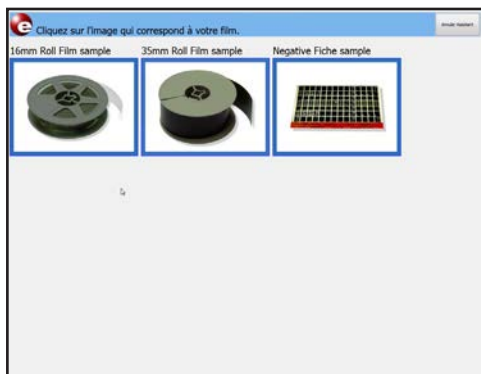 e Cliquez sur l'image qui correspond à votre film.
16mm Roll Film sample 35mm Roll Film sample Negative Fiche sample